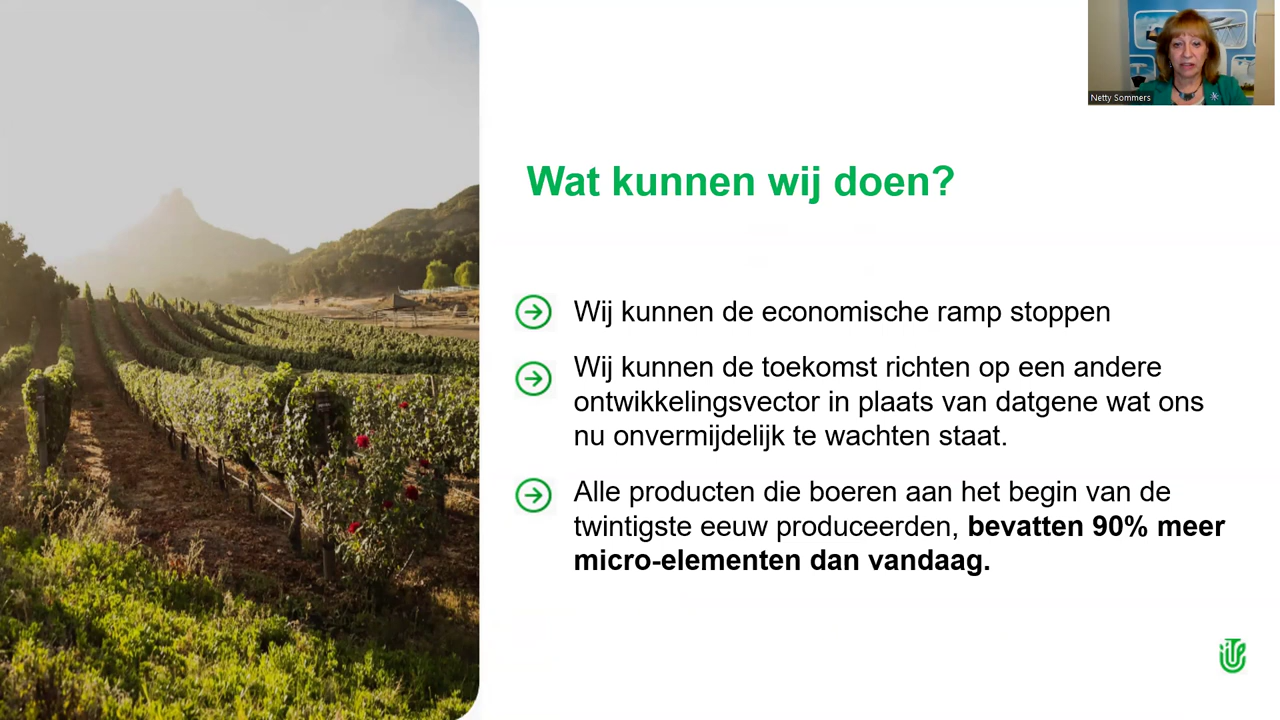 Netty Sommers
Wat kunnen wij doen?
Wij kunnen de economische ramp stoppen
Wij kunnen de toekomst richten op een andere
ontwikkelingsvector in plaats van datgene wat ons
nu onvermijdelijk te wachten staat.
Alle producten die boeren aan het begin van de
twintigste eeuw produceerden, bevatten 90% meer
micro-elementen dan vandaag.